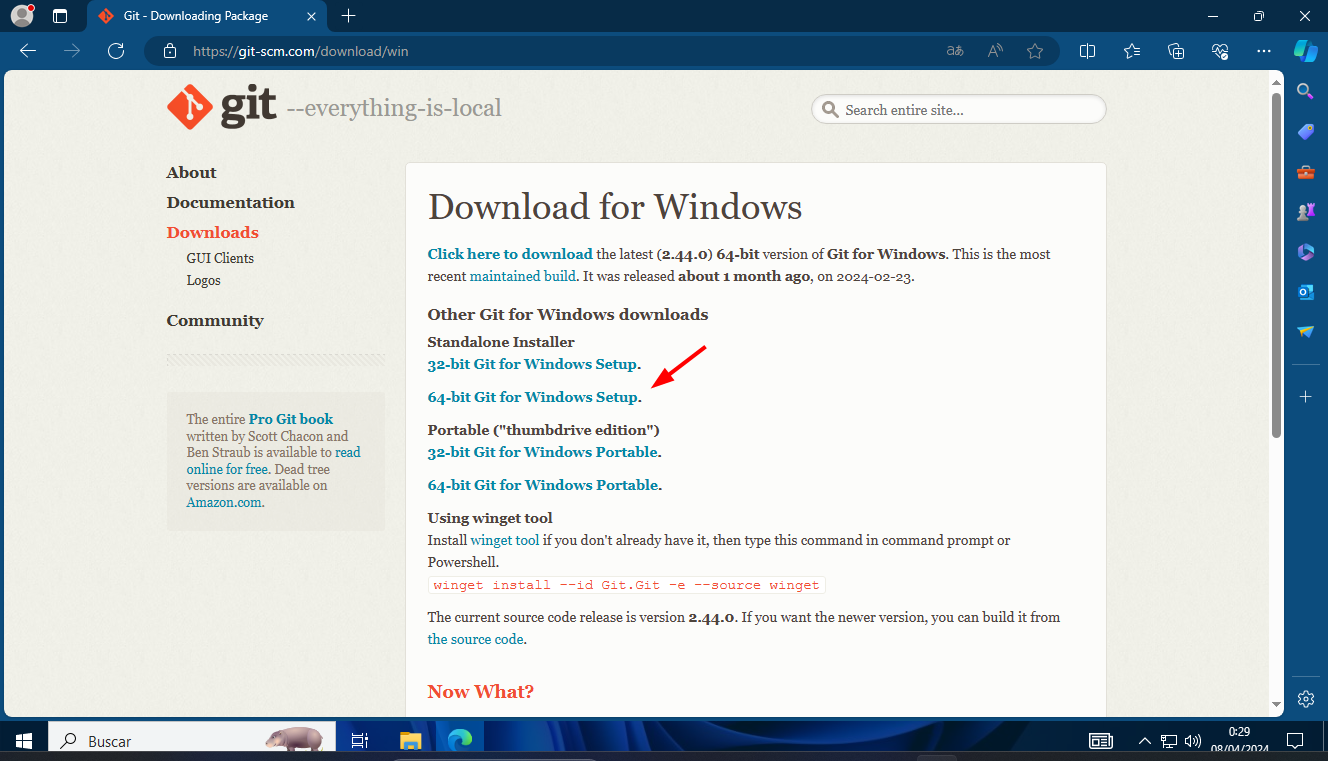 Git - Downloading Package
https://git-scm.com/download/win
git --everything-is-local
Search entire site...
About
Documentation
Downloads
GUI Clients
Logos
Community
The entire Pro Git book
written by Scott Chacon and
Ben Straub is available to read
online for free. Dead tree
versions are available on
Amazon.com.
Download for Windows
Click here to download the latest (2.44.0) 64-bit version of Git for Windows. This is the most
recent maintained build. It was released about 1 month ago, on 2024-02-23.
Other Git for Windows downloads
Standalone Installer
32-bit Git for Windows Setup.
64-bit Git for Windows Setup.
Portable ("thumbdrive edition")
32-bit Git for Windows Portable.
64-bit Git for Windows Portable.
Using winget tool
Install winget tool if you don't already have it, then type this command in command prompt or
Powershell.
winget install --id Git.Git -e --source winget
The current source code release is version 2.44.0. If you want the newer version, you can build it from
the source code.
Now What?
Buscar
0:29
08/04/2024